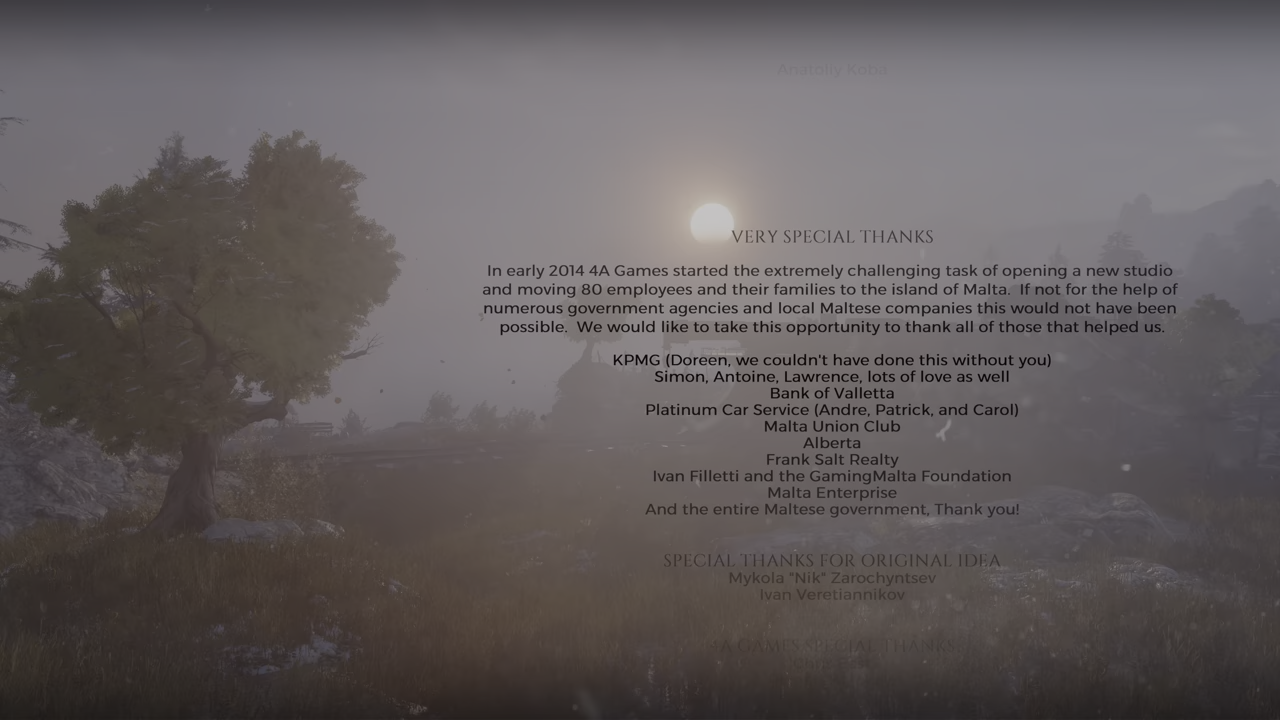 Anatoliy Koba
VERY SPECIAL THANKS
In early 2014 4A Games started the extremely challenging task of opening a new studio
and moving 80 employees and their families to the island of Malta.  If not for the help of
numerous government agencies and local Maltese companies this would not have been
possible.  We would like to take this opportunity to thank all of those that helped us.
KPMG (Doreen, we couldn't have done this without you)
Simon, Antoine, Lawrence, lots of love as well
Bank of Valletta
Platinum Car Service (Andre, Patrick, and Carol)
Malta Union Club
Alberta
Frank Salt Realty
Ivan Filletti and the GamingMalta Foundation
Malta Enterprise
And the entire Maltese government, Thank you!
SPECIAL THANKS FOR ORIGINAL IDEA
Mykola "Nik" Zarochyntsev
Ivan Veretiannikov
4A GAMES SPECIAL THANKS